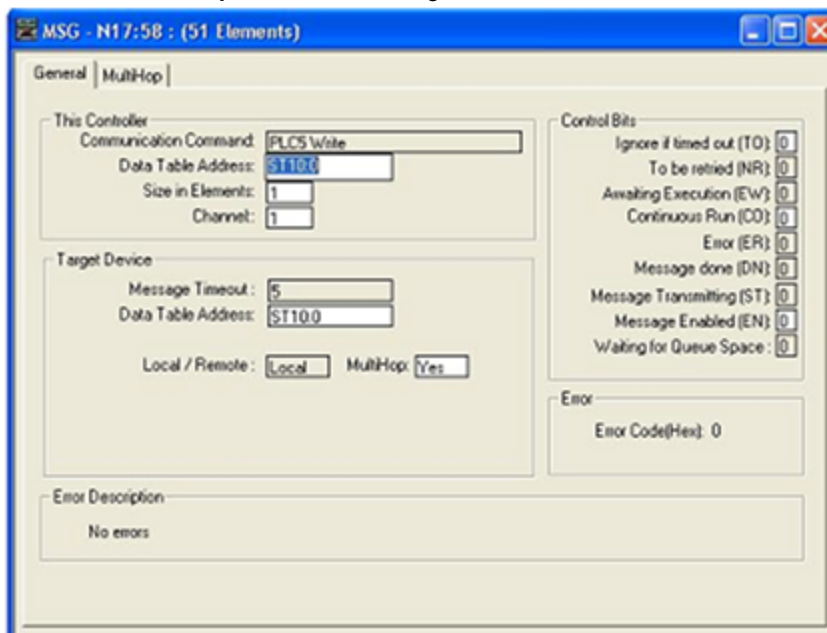 MSG - N17:58 : (51 Elements)
General
MultiHop
This Controller
Communication Command: PLC5 Write
Data Table Address: ST10:0
Size in Elements: 1
Channel: 1
Target Device
Message Timeout : 5
Data Table Address: ST10:0
Local / Remote : Local MultiHop: Yes
Control Bits
Ignore if timed out (TO): 0
To be retried (NR): 0
Awaiting Execution (EW): 0
Continuous Run (CO): 0
Error (ER): 0
Message done (DN): 0
Message Transmitting (ST): 0
Message Enabled (EN): 0
Waiting for Queue Space : 0
Error
Error Code(Hex): 0
Error Description
No errors